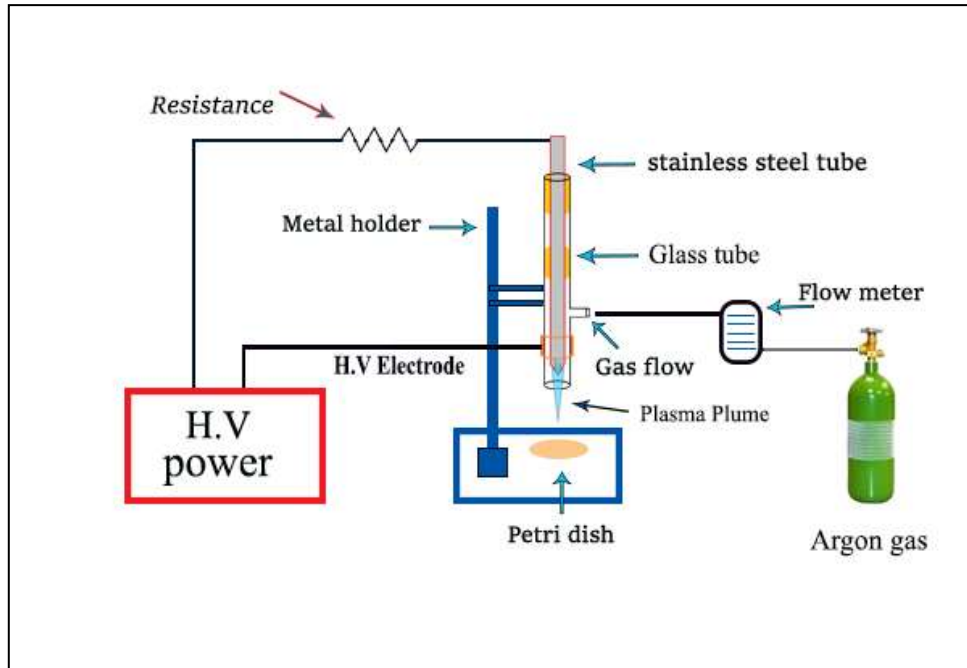 Resistance
stainless steel tube
Metal holder
Glass tube
Flow meter
H.V Electrode
Gas flow
Plasma Plume
H.V
power
Petri dish
Argon gas